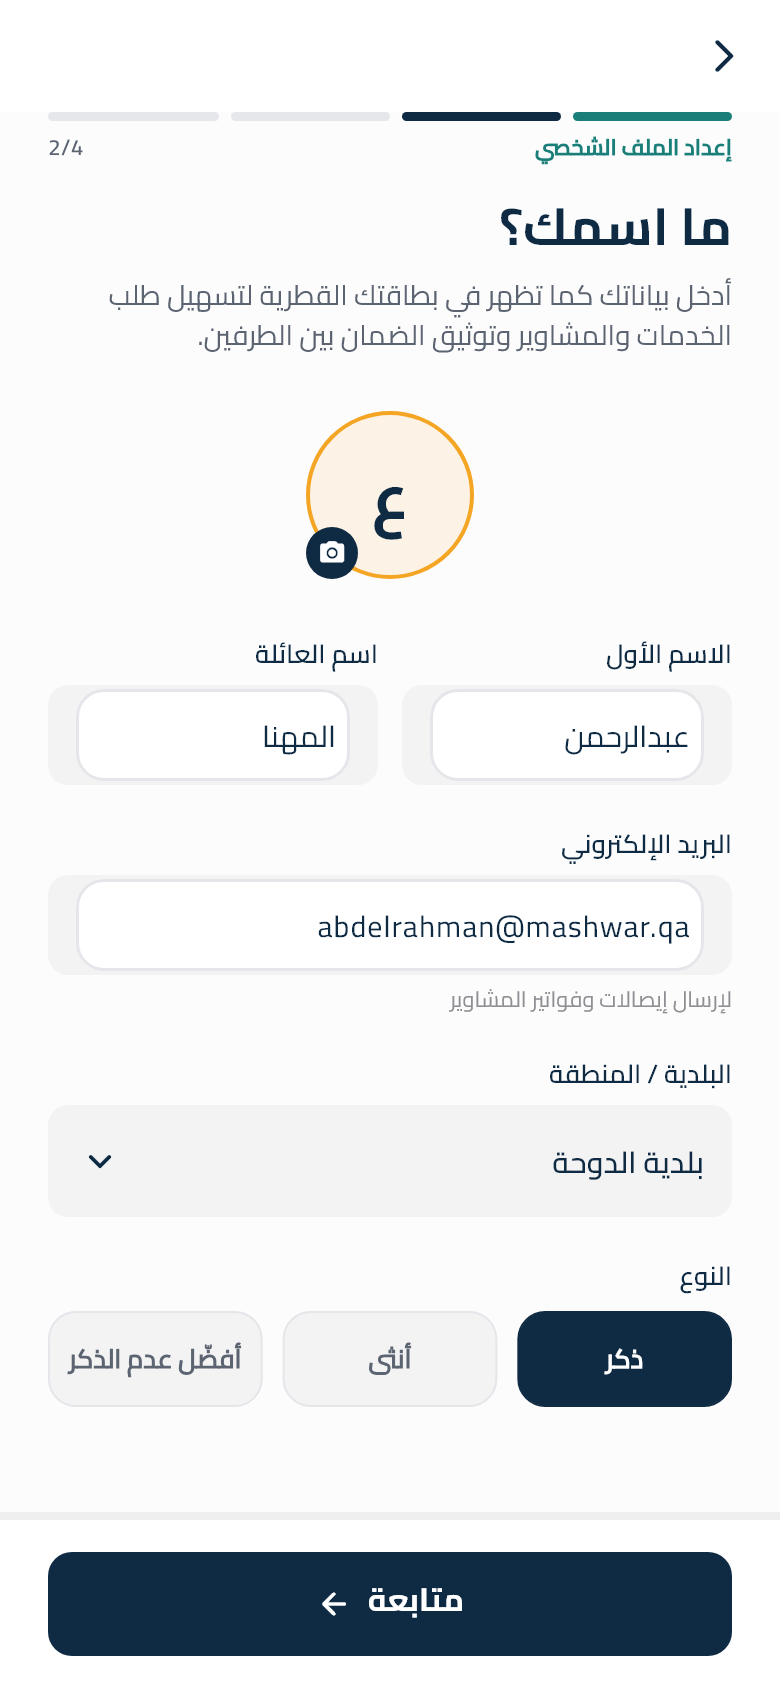 إعداد الملف الشخصي
2/4
ما اسمك؟
أدخل بياناتك كما تظهر في بطاقتك القطرية لتسهيل طلب
الخدمات والمشاوير وتوثيق الضمان بين الطرفين.
ع
الاسم الأول
اسم العائلة
عبدالرحمن
المهنا
البريد الإلكتروني
abdelrahman@mashwar.qa
لإرسال إيصالات وفواتير المشاوير
البلدية / المنطقة
بلدية الدوحة
النوع
ذكر
أنثى
أفضّل عدم الذكر
متابعة